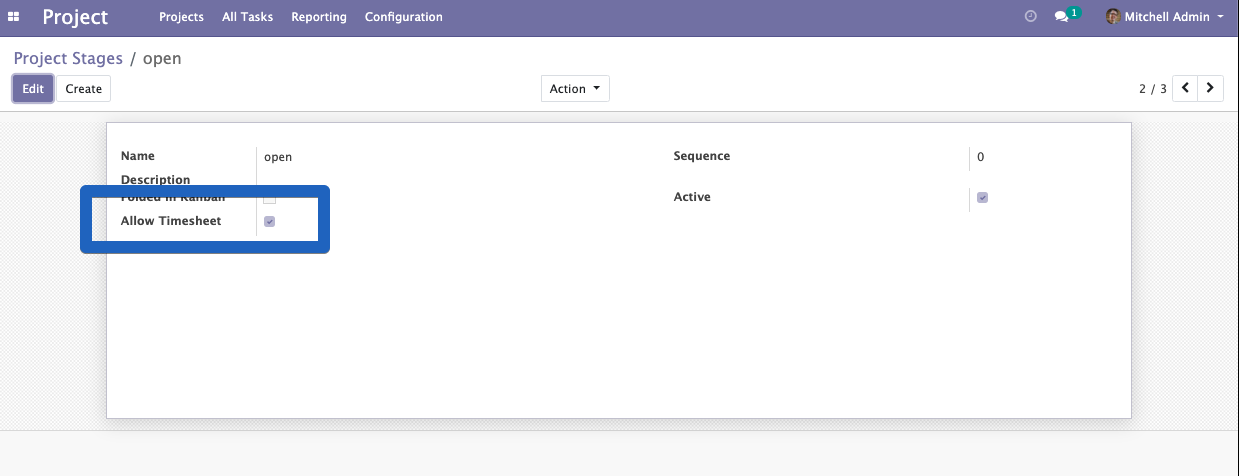 Project Projects All Tasks Reporting Configuration 1 Mitchell Admin
Project Stages / open
Edit Create Action 2 / 3
Name open Sequence 0
Description
Folded in Kanban Active
Allow Timesheet